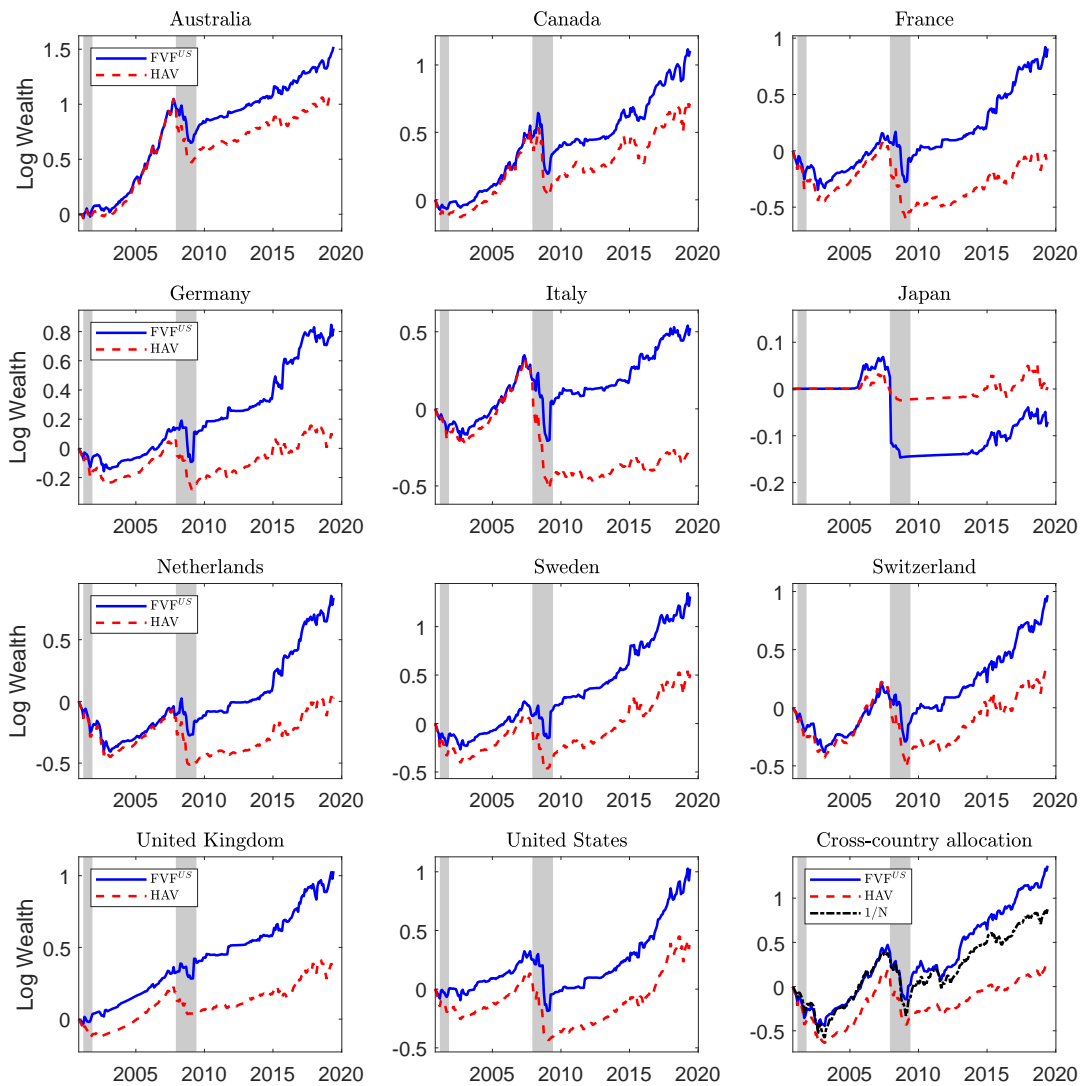 Australia
Canada
France
Log Wealth
1.5
1
0.5
0
FVF^{US}
HAV
2005 2010 2015 2020
1
0.5
0
2005 2010 2015 2020
1
0.5
0
-0.5
2005 2010 2015 2020
Germany
Italy
Japan
Log Wealth
0.8
0.6
0.4
0.2
0
-0.2
FVF^{US}
HAV
2005 2010 2015 2020
0.5
0
-0.5
2005 2010 2015 2020
0.1
0
-0.1
-0.2
2005 2010 2015 2020
Netherlands
Sweden
Switzerland
Log Wealth
0.5
0
-0.5
FVF^{US}
HAV
2005 2010 2015 2020
1
0.5
0
-0.5
2005 2010 2015 2020
1
0.5
0
-0.5
2005 2010 2015 2020
United Kingdom
United States
Cross-country allocation
Log Wealth
1
0.5
0
FVF^{US}
HAV
2005 2010 2015 2020
1
0.5
0
-0.5
2005 2010 2015 2020
1
0.5
0
-0.5
FVF^{US}
HAV
1/N
2005 2010 2015 2020